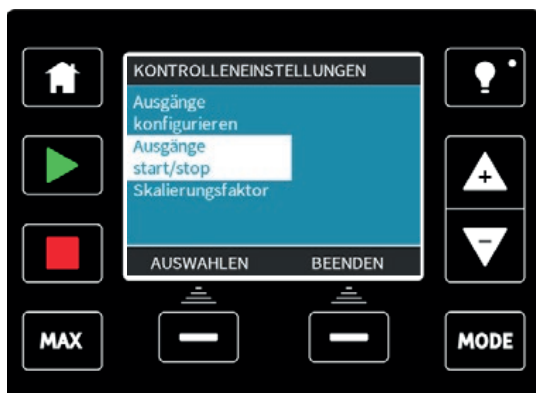 KONTROLLENEINSTELLUNGEN
Ausgänge
konfigurieren
Ausgänge
start/stop
Skalierungsfaktor
AUSWAHLEN BEENDEN
MAX
MODE